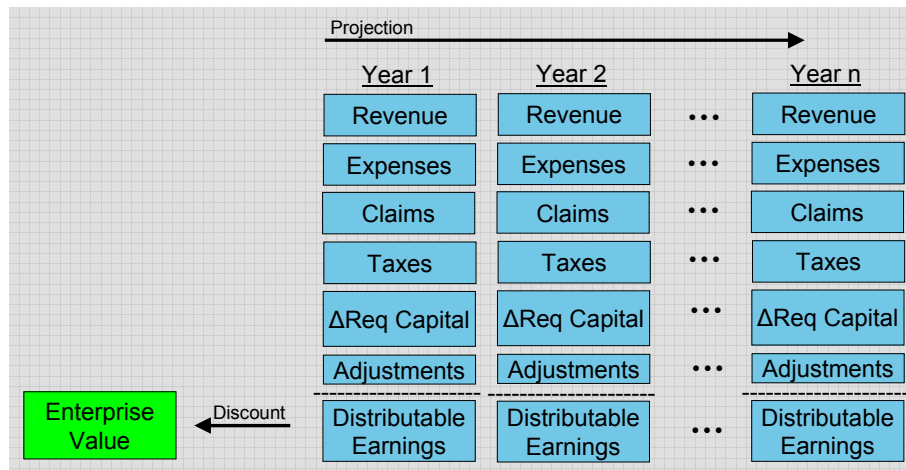 Projection
Year 1 Year 2 Year n
Revenue Revenue ••• Revenue
Expenses Expenses ••• Expenses
Claims Claims ••• Claims
Taxes Taxes ••• Taxes
ΔReq Capital ΔReq Capital ••• ΔReq Capital
Adjustments Adjustments ••• Adjustments
Enterprise
Value
Discount
Distributable
Earnings
Distributable
Earnings
•••
Distributable
Earnings